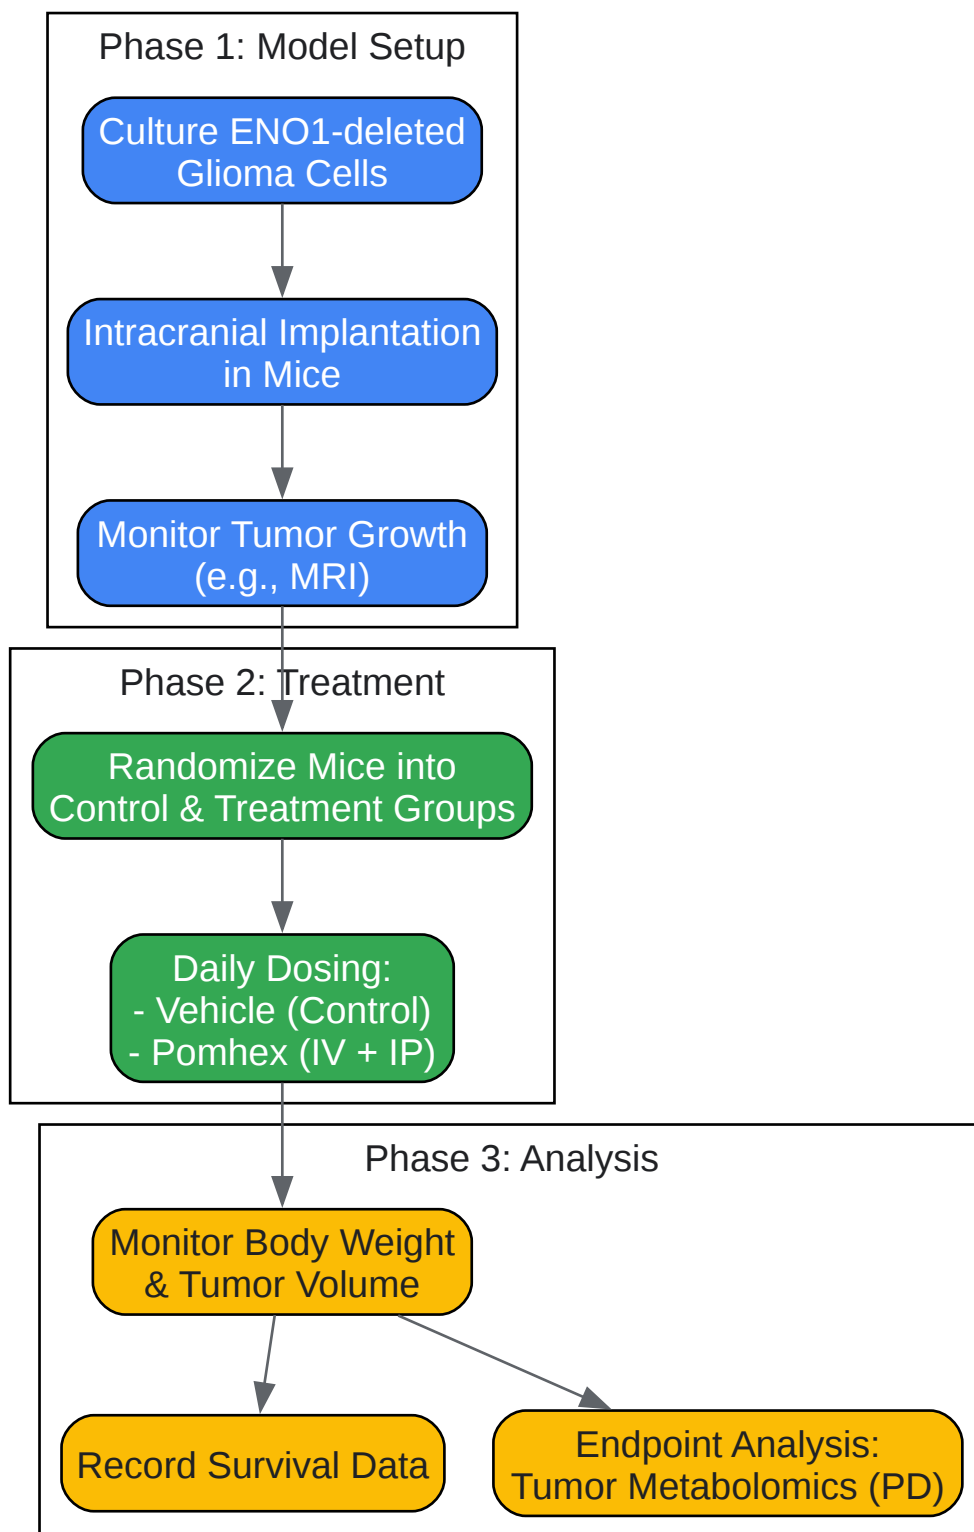 Phase 1: Model Setup
Culture ENO1-deleted
Glioma Cells
Intracranial Implantation
in Mice
Monitor Tumor Growth
(e.g., MRI)
Phase 2: Treatment
Randomize Mice into
Control & Treatment Groups
Daily Dosing:
- Vehicle (Control)
- Pomhex (IV + IP)
Phase 3: Analysis
Monitor Body Weight
& Tumor Volume
Record Survival Data
Endpoint Analysis:
Tumor Metabolomics (PD)